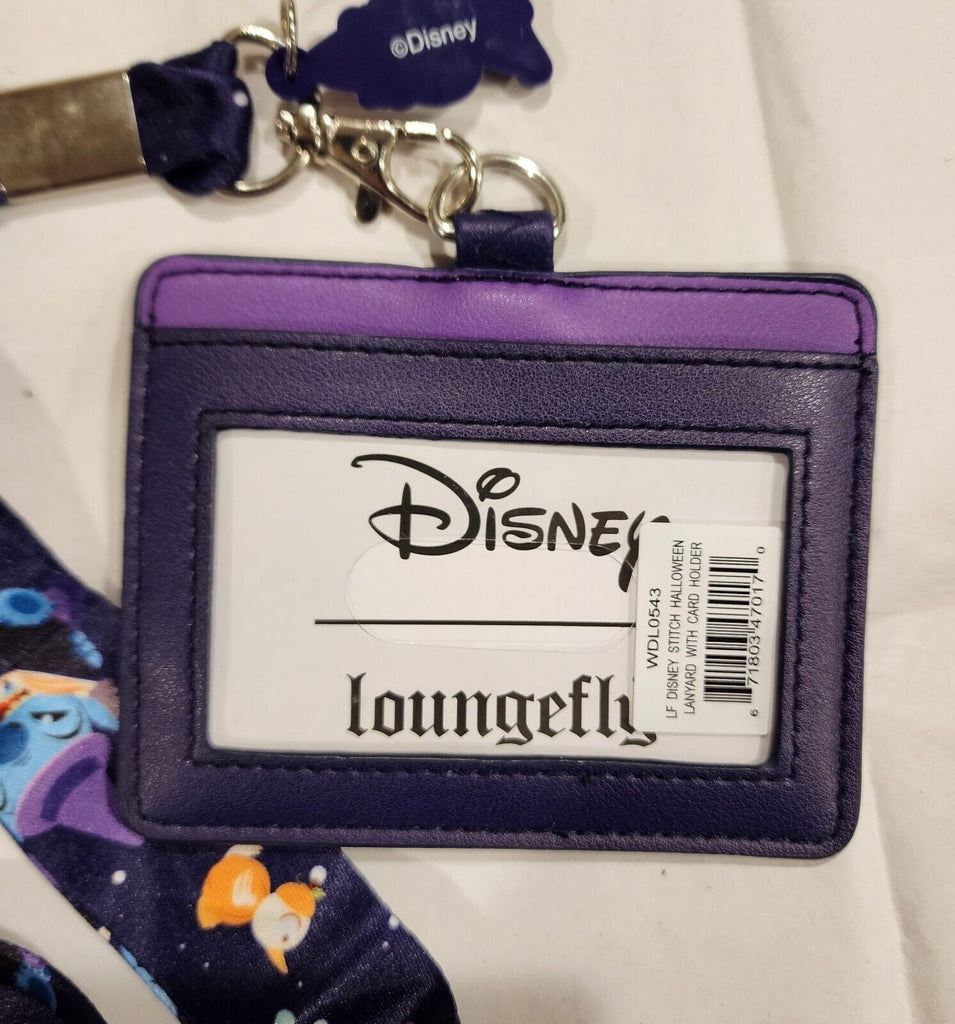 ©Disney
Disney
loungefly
WDL0543
LF DISNEY STITCH HALLOWEEN
LANYARD WITH CARD HOLDER
6 71803 47017 0